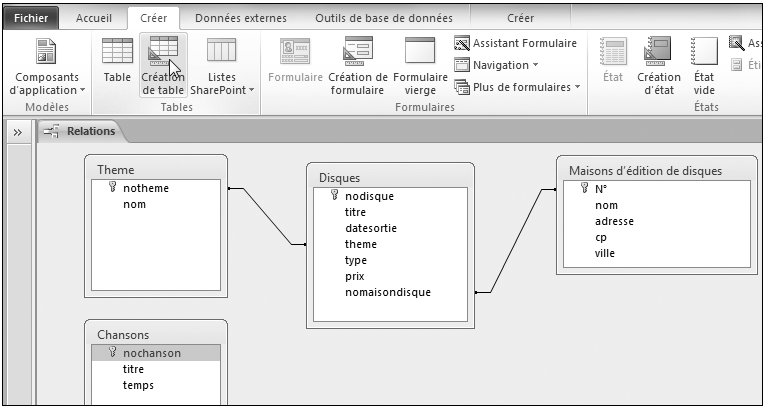 Fichier Accueil Créer Données externes Outils de base de données Créer
Composants d'application
Modèles
Table
Création de table
Listes SharePoint
Tables
Formulaire
Création de formulaire
Formulaire vierge
Assistant Formulaire
Navigation
Plus de formulaires
Formulaires
État
Création d'état
État vide
États
»
Relations
Theme
notheme
nom
Disques
nodisque
titre
datesortie
theme
type
prix
nomaisondisque
Maisons d'édition de disques
N°
nom
adresse
cp
ville
Chansons
nochanson
titre
temps